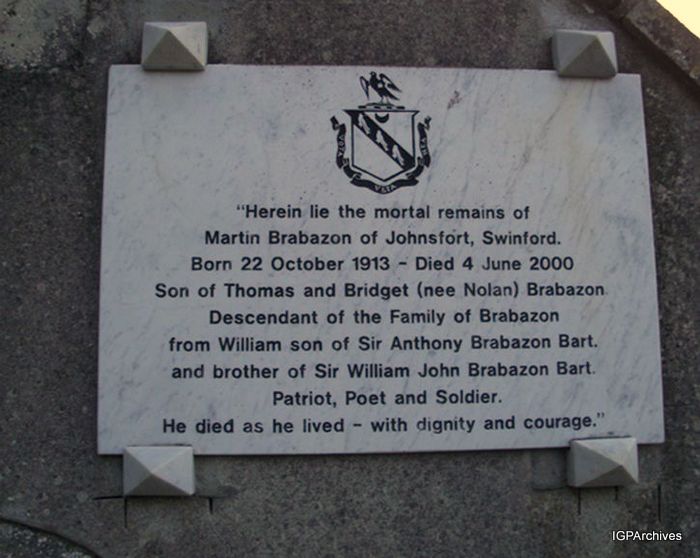 VITA VIA
VSTA
"Herein lie the mortal remains of
Martin Brabazon of Johnsfort, Swinford.
Born 22 October 1913 - Died 4 June 2000
Son of Thomas and Bridget (nee Nolan) Brabazon
Descendant of the Family of Brabazon
from William son of Sir Anthony Brabazon Bart.
and brother of Sir William John Brabazon Bart.
Patriot, Poet and Soldier.
He died as he lived - with dignity and courage."
IGPArchives